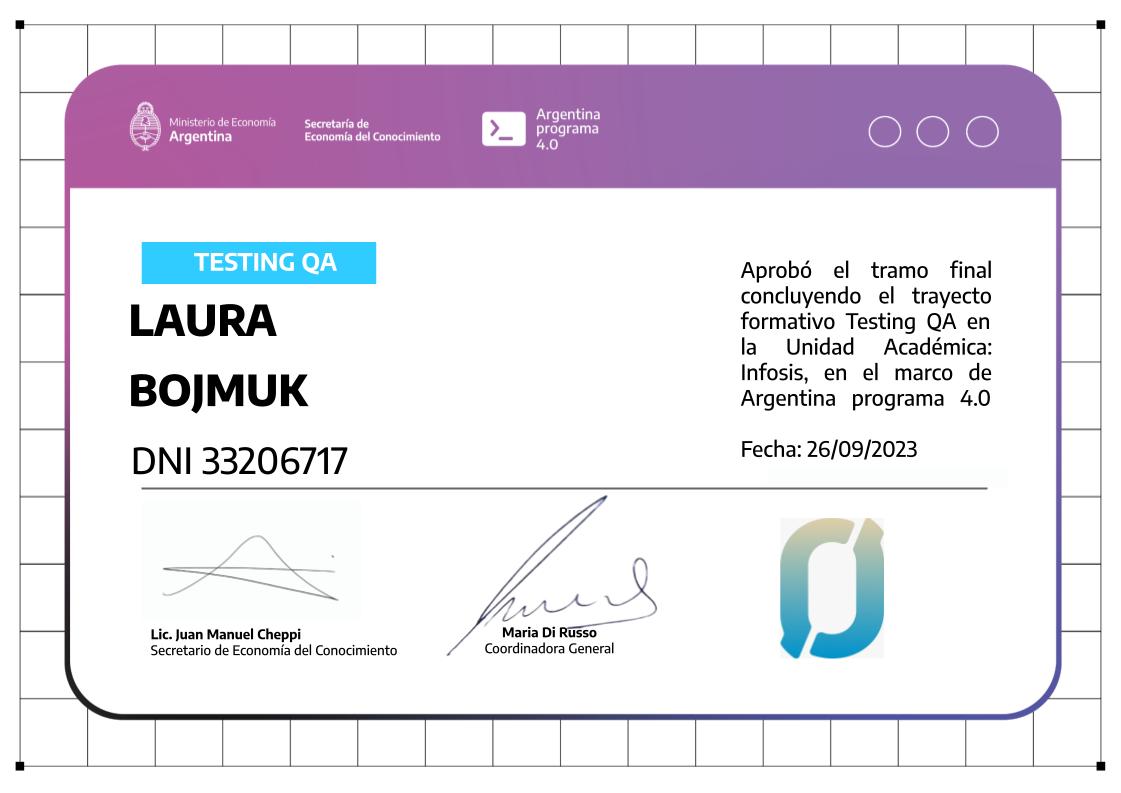 Ministerio de Economía
Argentina
Secretaría de
Economía del Conocimiento
Argentina
programa
4.0
TESTING QA
LAURA
BOJMUK
DNI 33206717
Aprobó el tramo final
concluyendo el trayecto
formativo Testing QA en
la Unidad Académica:
Infosis, en el marco de
Argentina programa 4.0
Fecha: 26/09/2023
Lic. Juan Manuel Cheppi
Secretario de Economía del Conocimiento
Maria Di Russo
Coordinadora General